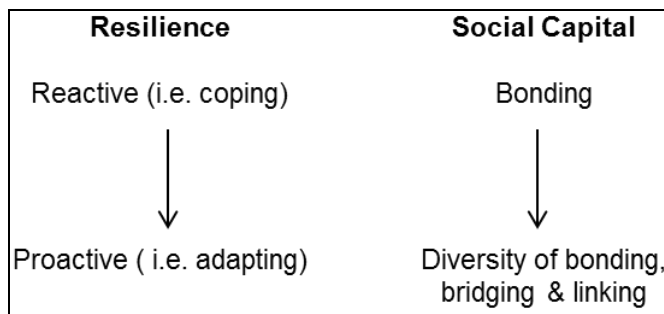 Resilience
Social Capital
Reactive (i.e. coping)
Bonding
Proactive ( i.e. adapting)
Diversity of bonding,
bridging & linking